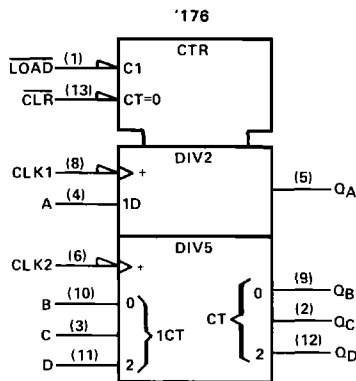 '176
CTR
LOAD (1) C1
CLR (13) CT=0
DIV2
CLK1 (8) +
A (4) 1D
(5) QA
DIV5
CLK2 (6) +
B (10) 0
C (3) 1CT
D (11) 2
CT 0 (9) QB
(2) QC
2 (12) QD